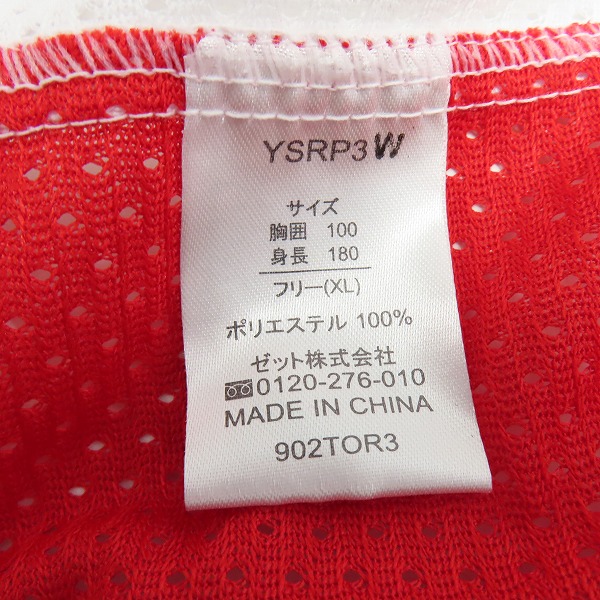 YSRP3W
サイズ
胸囲 100
身長 180
フリー(XL)
ポリエステル 100%
ゼット株式会社
0120-276-010
MADE IN CHINA
902TOR3